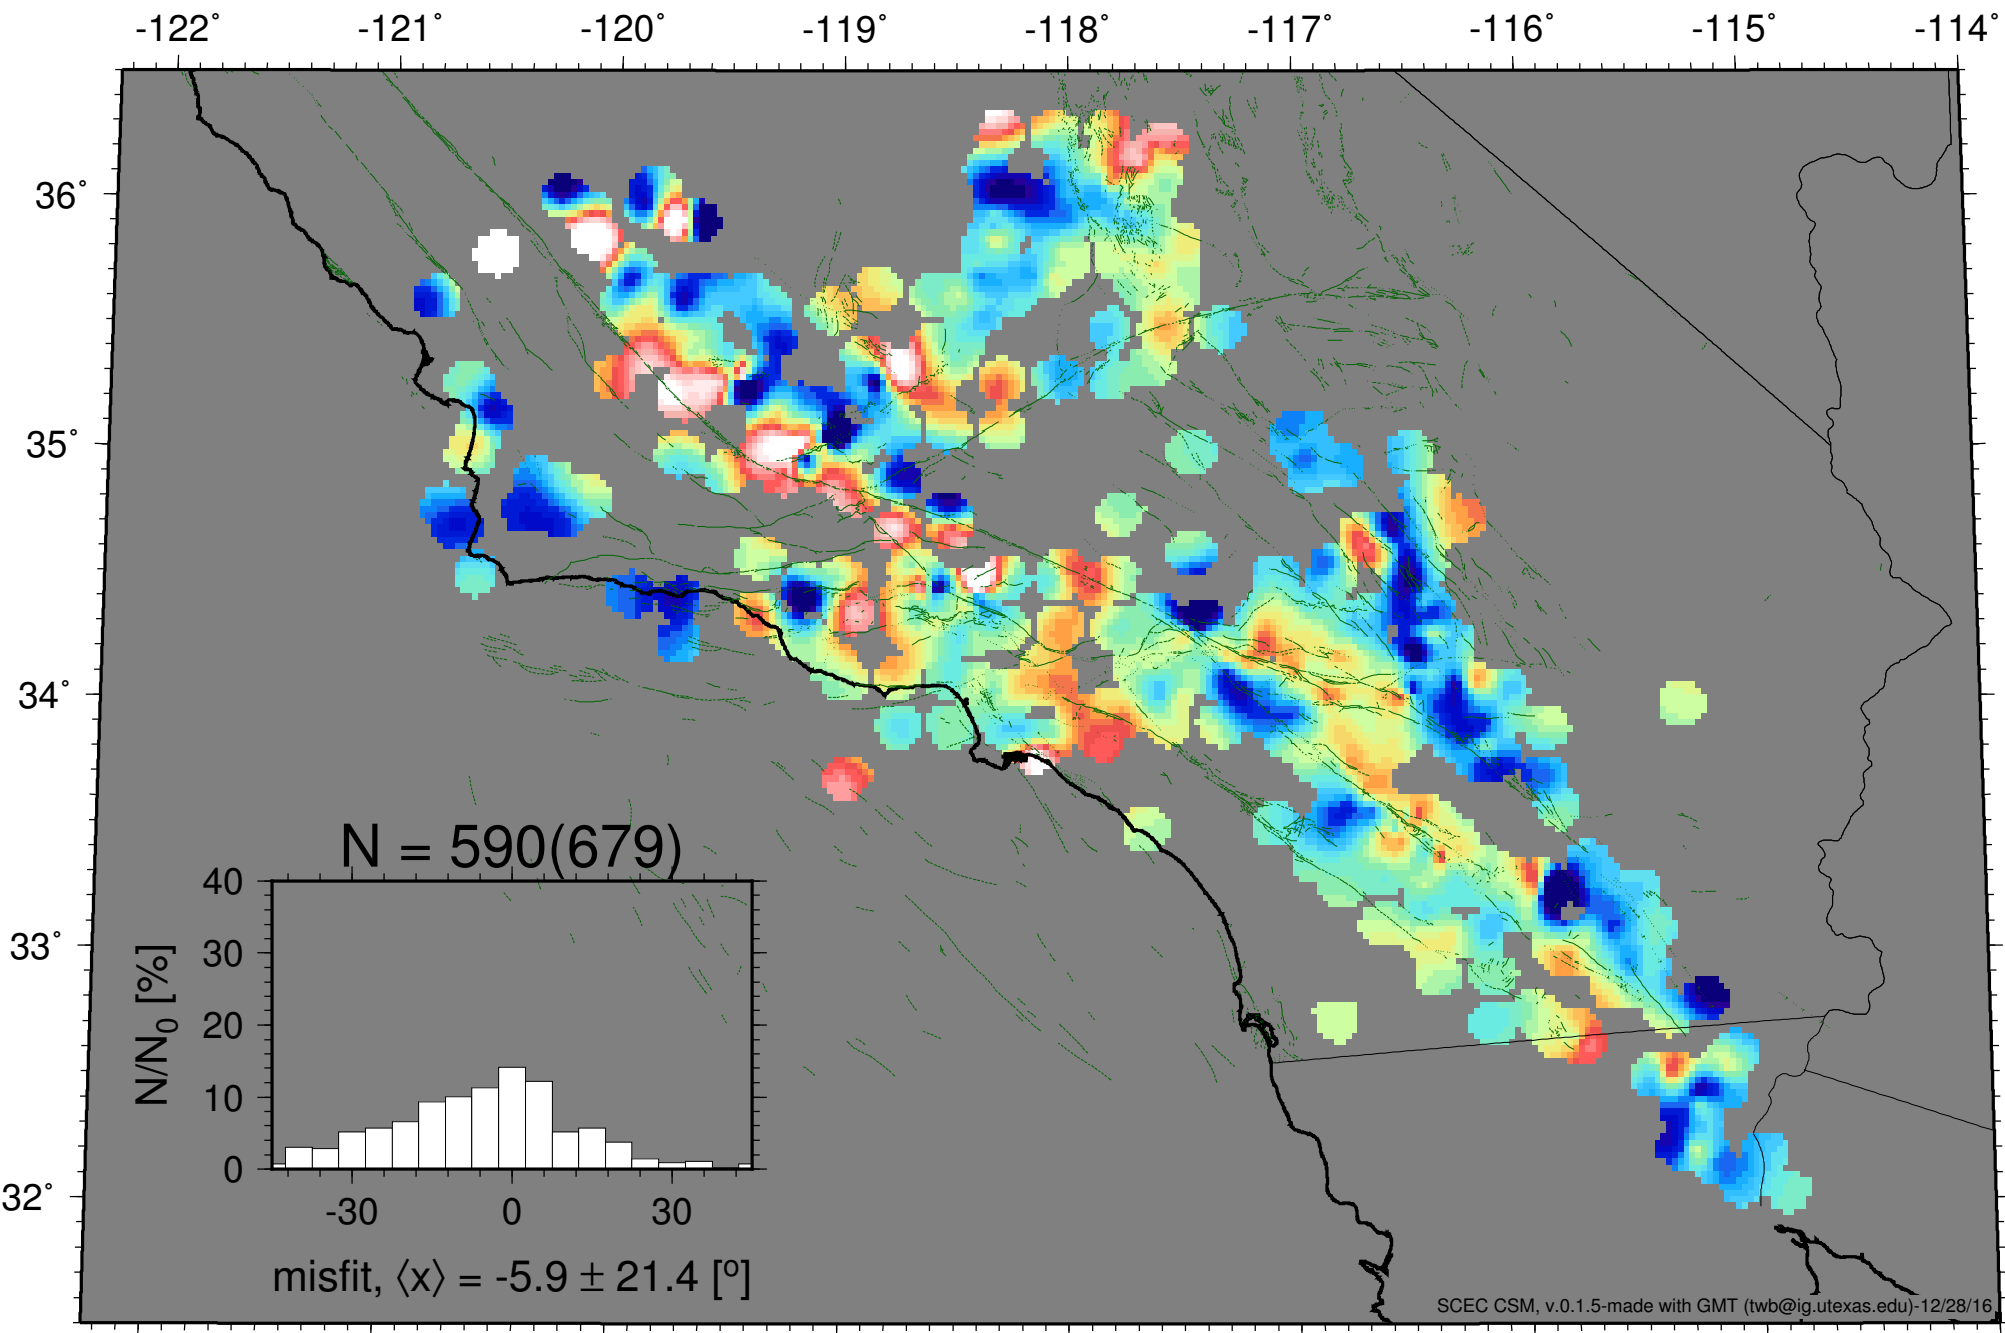 -122˚ -121˚ -120˚ -119˚ -118˚ -117˚ -116˚ -115˚ -114˚
36˚
35˚
34˚
33˚
32˚
N = 590(679)
40
30
20
10
0
N/N0 [%]
-30 0 30
misfit, ⟨x⟩ = -5.9 ± 21.4 [º]
SCEC CSM, v.0.1.5-made with GMT (twb@ig.utexas.edu)-12/28/16